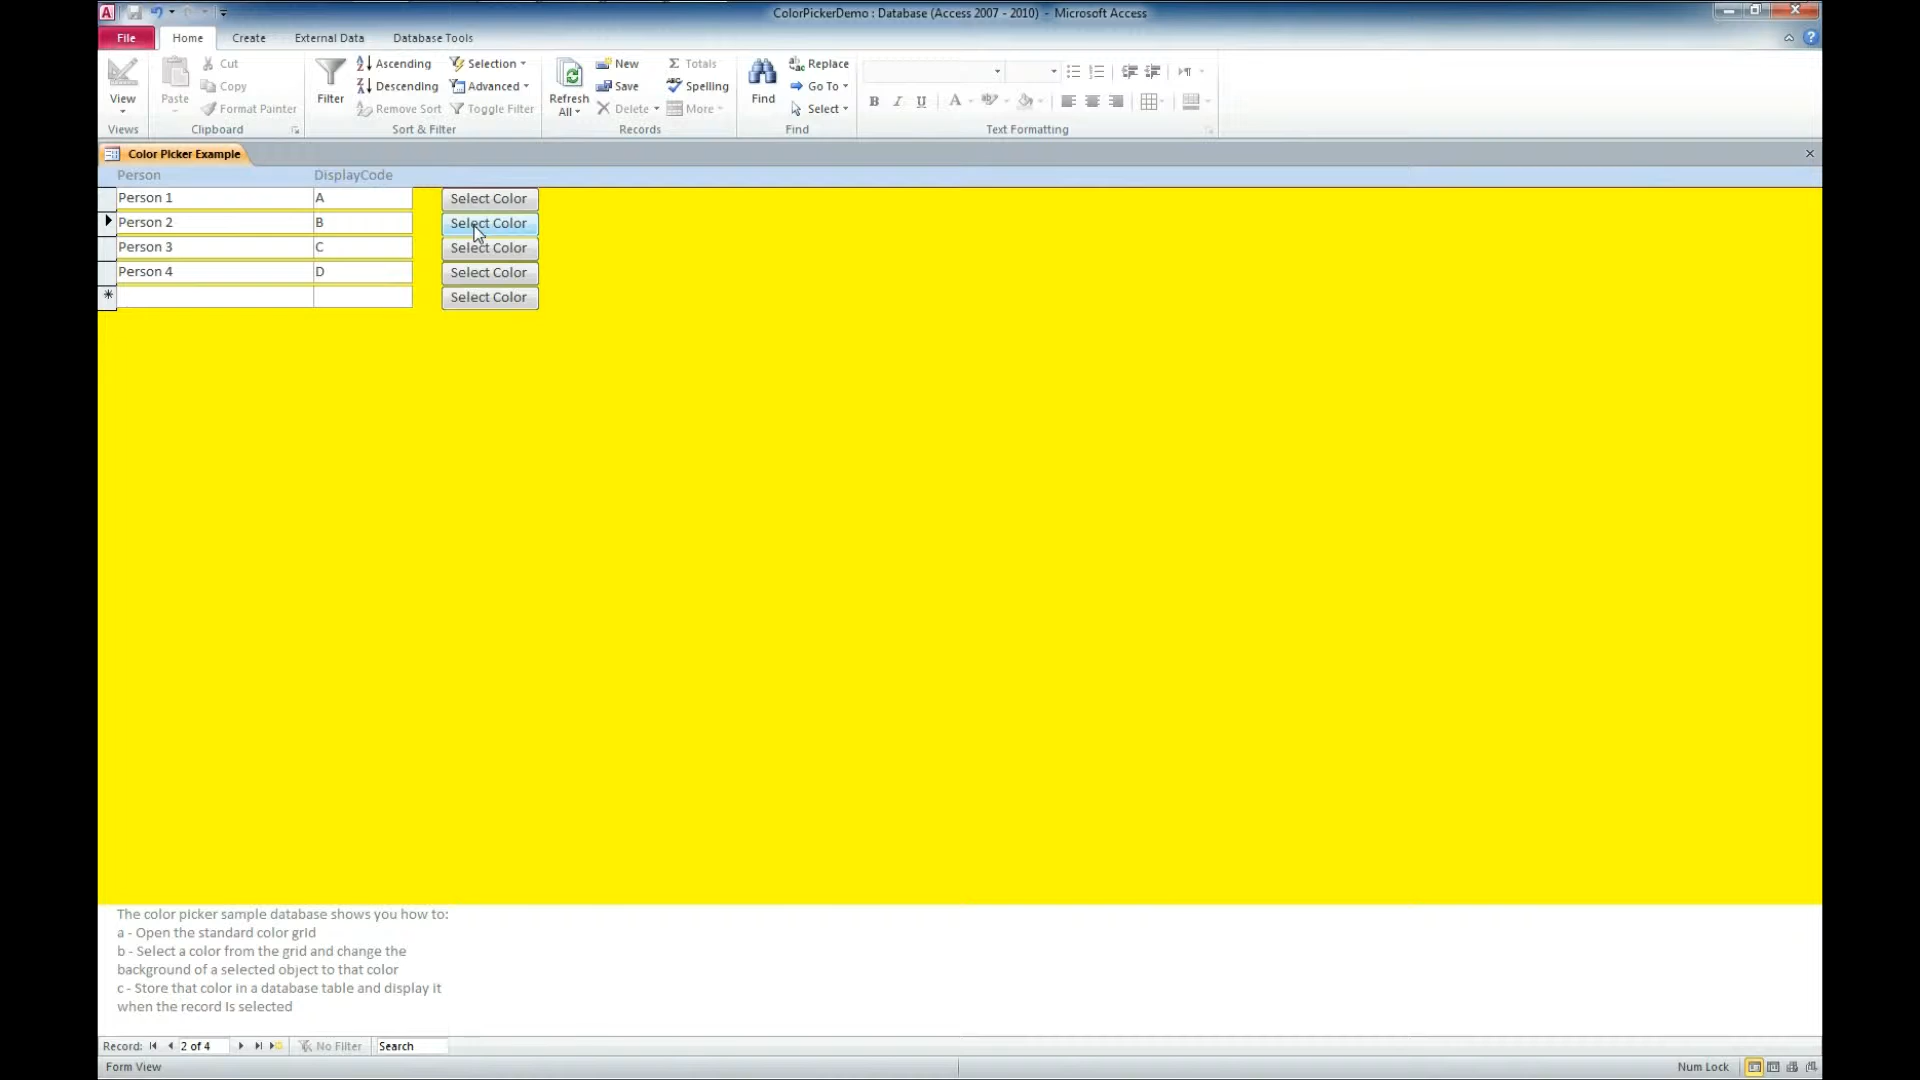 ColorPickerDemo : Database (Access 2007 - 2010) - Microsoft Access
File Home Create External Data Database Tools
View
Views
Paste
Cut
Copy
Format Painter
Clipboard
Filter
Ascending
Descending
Remove Sort
Selection
Advanced
Toggle Filter
Sort & Filter
Refresh
All
New
Save
Delete
Totals
Spelling
More
Records
Find
Replace
Go To
Select
Find
B I U
Text Formatting
Color Picker Example
Person DisplayCode
Person 1 A Select Color
Person 2 B Select Color
Person 3 C Select Color
Person 4 D Select Color
Select Color
The color picker sample database shows you how to:
a - Open the standard color grid
b - Select a color from the grid and change the
background of a selected object to that color
c - Store that color in a database table and display it
when the record Is selected
Record: 2 of 4 No Filter Search
Form View Num Lock